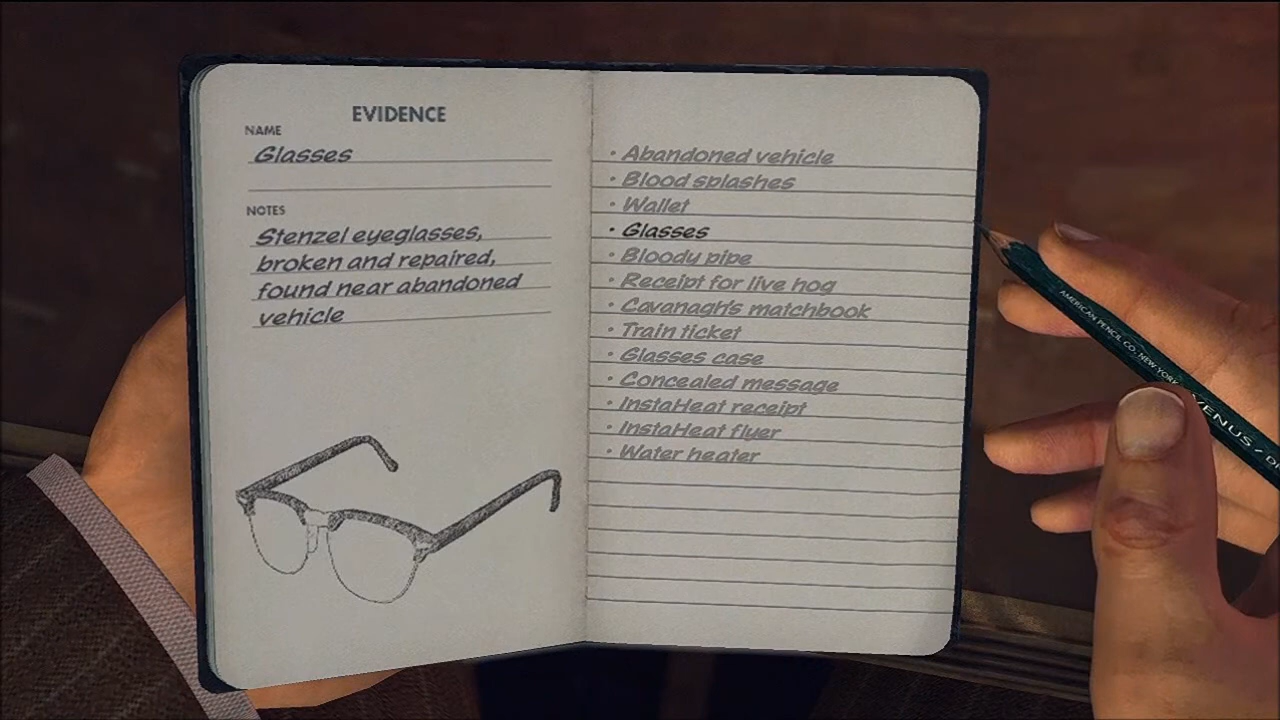 EVIDENCE
NAME
Glasses
NOTES
Stenzel eyeglasses,
broken and repaired,
found near abandoned
vehicle
· Abandoned vehicle
· Blood splashes
· Wallet
· Glasses
· Bloody pipe
· Receipt for live hog
· Cavanagh's matchbook
· Train ticket
· Glasses case
· Concealed message
· InstaHeat receipt
· InstaHeat flyer
· Water heater
AMERICAN PENCIL CO. NEW YORK
VENUS